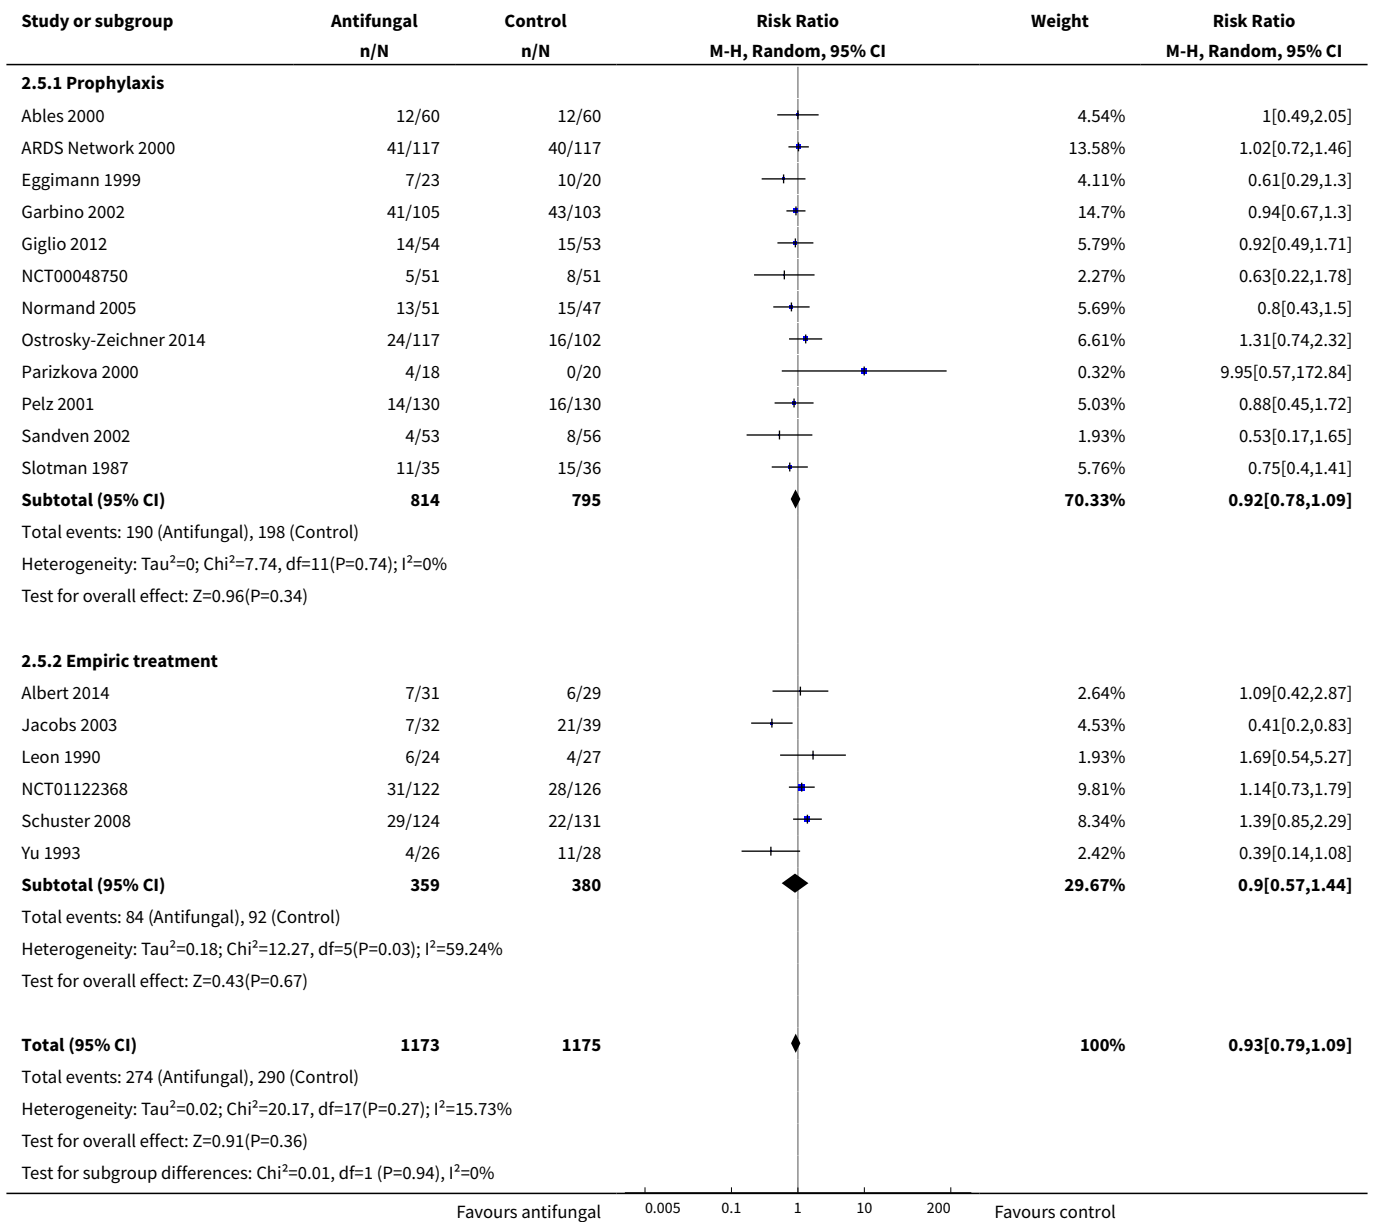 Study or subgroup Antifungal Control Risk Ratio Weight Risk Ratio
n/N n/N M-H, Random, 95% CI M-H, Random, 95% CI
2.5.1 Prophylaxis
Ables 2000 12/60 12/60 4.54% 1[0.49,2.05]
ARDS Network 2000 41/117 40/117 13.58% 1.02[0.72,1.46]
Eggimann 1999 7/23 10/20 4.11% 0.61[0.29,1.3]
Garbino 2002 41/105 43/103 14.7% 0.94[0.67,1.3]
Giglio 2012 14/54 15/53 5.79% 0.92[0.49,1.71]
NCT00048750 5/51 8/51 2.27% 0.63[0.22,1.78]
Normand 2005 13/51 15/47 5.69% 0.8[0.43,1.5]
Ostrosky-Zeichner 2014 24/117 16/102 6.61% 1.31[0.74,2.32]
Parizkova 2000 4/18 0/20 0.32% 9.95[0.57,172.84]
Pelz 2001 14/130 16/130 5.03% 0.88[0.45,1.72]
Sandven 2002 4/53 8/56 1.93% 0.53[0.17,1.65]
Slotman 1987 11/35 15/36 5.76% 0.75[0.4,1.41]
Subtotal (95% CI) 814 795 70.33% 0.92[0.78,1.09]
Total events: 190 (Antifungal), 198 (Control)
Heterogeneity: Tau²=0; Chi²=7.74, df=11(P=0.74); I²=0%
Test for overall effect: Z=0.96(P=0.34)
2.5.2 Empiric treatment
Albert 2014 7/31 6/29 2.64% 1.09[0.42,2.87]
Jacobs 2003 7/32 21/39 4.53% 0.41[0.2,0.83]
Leon 1990 6/24 4/27 1.93% 1.69[0.54,5.27]
NCT01122368 31/122 28/126 9.81% 1.14[0.73,1.79]
Schuster 2008 29/124 22/131 8.34% 1.39[0.85,2.29]
Yu 1993 4/26 11/28 2.42% 0.39[0.14,1.08]
Subtotal (95% CI) 359 380 29.67% 0.9[0.57,1.44]
Total events: 84 (Antifungal), 92 (Control)
Heterogeneity: Tau²=0.18; Chi²=12.27, df=5(P=0.03); I²=59.24%
Test for overall effect: Z=0.43(P=0.67)
Total (95% CI) 1173 1175 100% 0.93[0.79,1.09]
Total events: 274 (Antifungal), 290 (Control)
Heterogeneity: Tau²=0.02; Chi²=20.17, df=17(P=0.27); I²=15.73%
Test for overall effect: Z=0.91(P=0.36)
Test for subgroup differences: Chi²=0.01, df=1 (P=0.94), I²=0%
Favours antifungal 0.005 0.1 1 10 200 Favours control